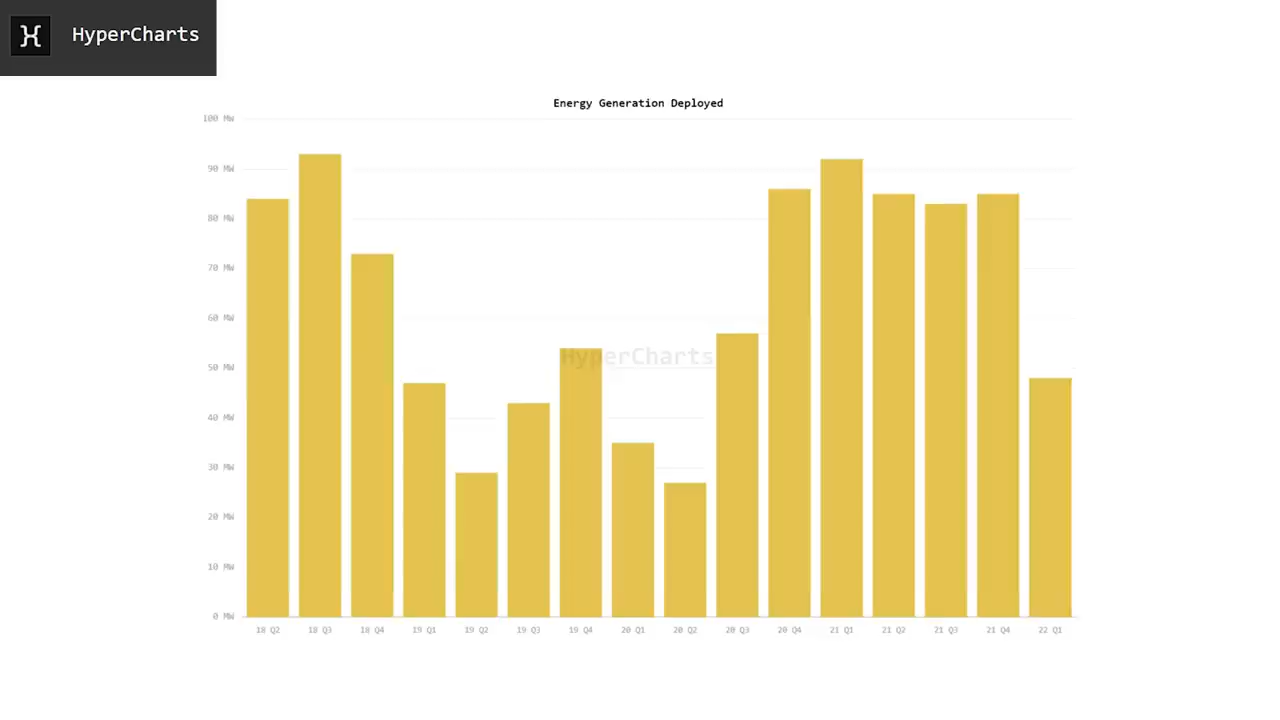 HyperCharts
Energy Generation Deployed
100 MW
90 MW
80 MW
70 MW
60 MW
50 MW
40 MW
30 MW
20 MW
10 MW
0 MW
HyperCharts
18 Q2 18 Q3 18 Q4 19 Q1 19 Q2 19 Q3 19 Q4 20 Q1 20 Q2 20 Q3 20 Q4 21 Q1 21 Q2 21 Q3 21 Q4 22 Q1